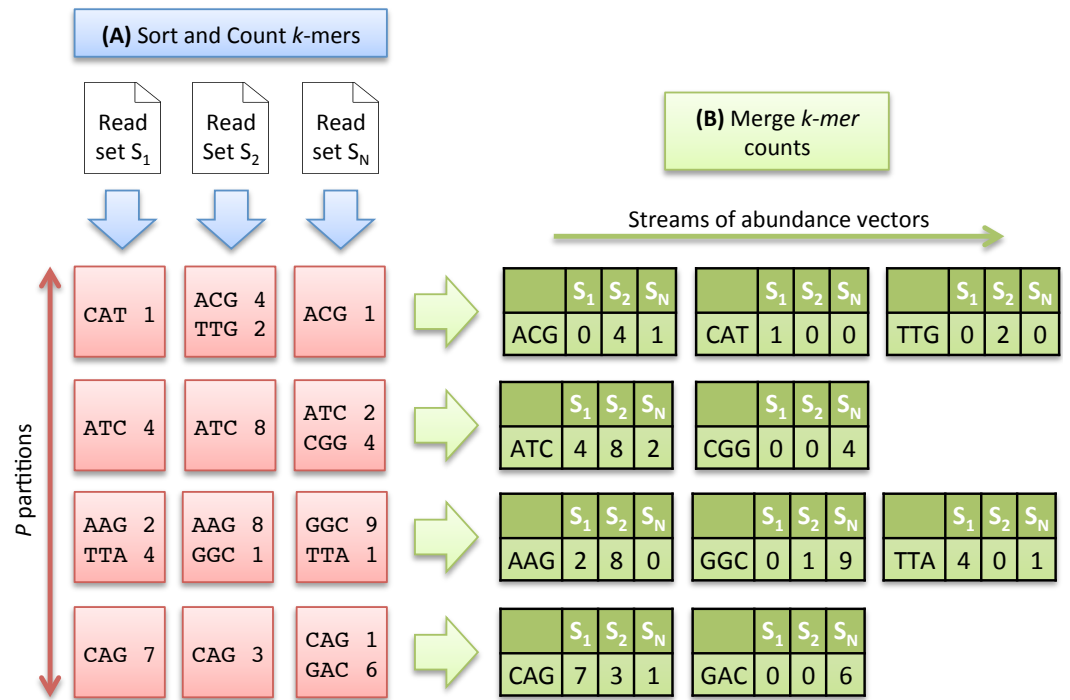 (A) Sort and Count k-mers
Read
set S₁
Read
Set S₂
Read
set Sₙ
(B) Merge k-mer
counts
Streams of abundance vectors
P partitions
CAT 1
ACG 4
TTG 2
ACG 1
S₁ S₂ Sₙ
ACG 0 4 1
S₁ S₂ Sₙ
CAT 1 0 0
S₁ S₂ Sₙ
TTG 0 2 0
ATC 4
ATC 8
ATC 2
CGG 4
S₁ S₂ Sₙ
ATC 4 8 2
S₁ S₂ Sₙ
CGG 0 0 4
AAG 2
TTA 4
AAG 8
GGC 1
GGC 9
TTA 1
S₁ S₂ Sₙ
AAG 2 8 0
S₁ S₂ Sₙ
GGC 0 1 9
S₁ S₂ Sₙ
TTA 4 0 1
CAG 7
CAG 3
CAG 1
GAC 6
S₁ S₂ Sₙ
CAG 7 3 1
S₁ S₂ Sₙ
GAC 0 0 6